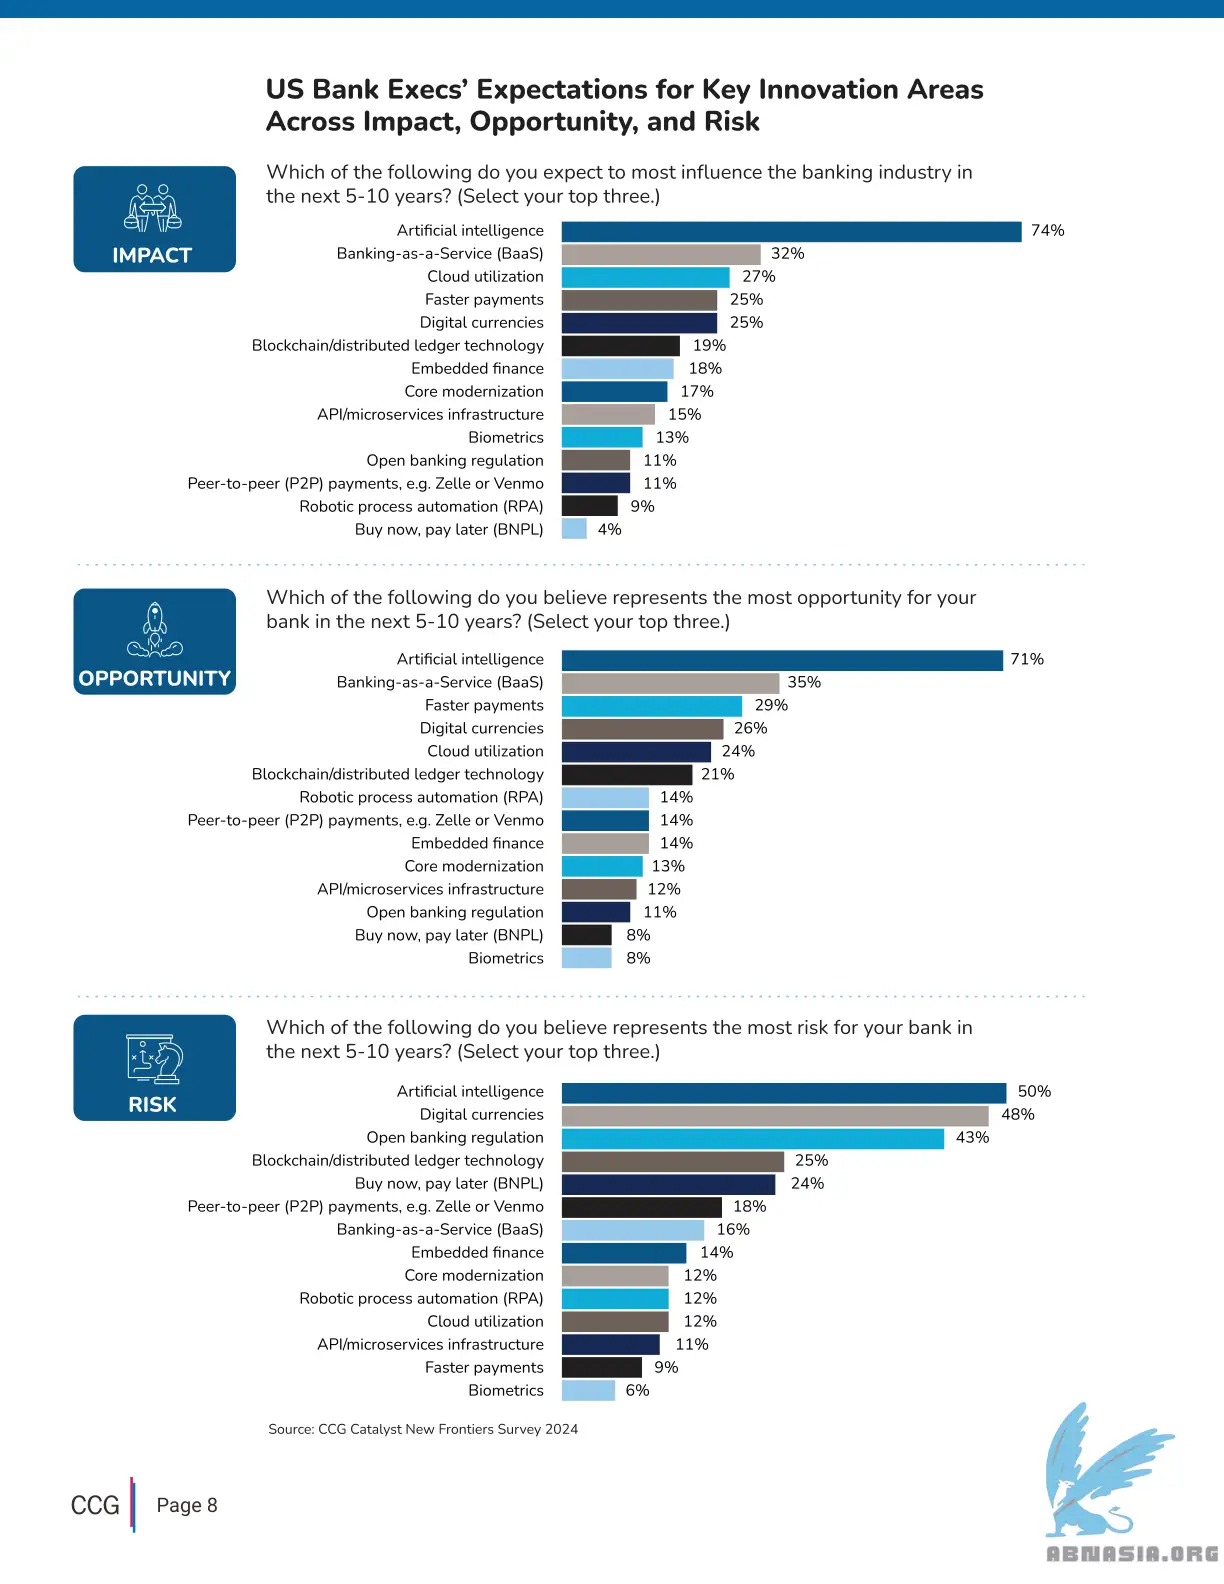 US Bank Execs’ Expectations for Key Innovation Areas
Across Impact, Opportunity, and Risk
IMPACT
Which of the following do you expect to most influence the banking industry in
the next 5-10 years? (Select your top three.)
Artificial intelligence 74%
Banking-as-a-Service (BaaS) 32%
Cloud utilization 27%
Faster payments 25%
Digital currencies 25%
Blockchain/distributed ledger technology 19%
Embedded finance 18%
Core modernization 17%
API/microservices infrastructure 15%
Biometrics 13%
Open banking regulation 11%
Peer-to-peer (P2P) payments, e.g. Zelle or Venmo 11%
Robotic process automation (RPA) 9%
Buy now, pay later (BNPL) 4%
OPPORTUNITY
Which of the following do you believe represents the most opportunity for your
bank in the next 5-10 years? (Select your top three.)
Artificial intelligence 71%
Banking-as-a-Service (BaaS) 35%
Faster payments 29%
Digital currencies 26%
Cloud utilization 24%
Blockchain/distributed ledger technology 21%
Robotic process automation (RPA) 14%
Peer-to-peer (P2P) payments, e.g. Zelle or Venmo 14%
Embedded finance 14%
Core modernization 13%
API/microservices infrastructure 12%
Open banking regulation 11%
Buy now, pay later (BNPL) 8%
Biometrics 8%
RISK
Which of the following do you believe represents the most risk for your bank in
the next 5-10 years? (Select your top three.)
Artificial intelligence 50%
Digital currencies 48%
Open banking regulation 43%
Blockchain/distributed ledger technology 25%
Buy now, pay later (BNPL) 24%
Peer-to-peer (P2P) payments, e.g. Zelle or Venmo 18%
Banking-as-a-Service (BaaS) 16%
Embedded finance 14%
Core modernization 12%
Robotic process automation (RPA) 12%
Cloud utilization 12%
API/microservices infrastructure 11%
Faster payments 9%
Biometrics 6%
Source: CCG Catalyst New Frontiers Survey 2024
CCG Page 8
ABNASIA.ORG